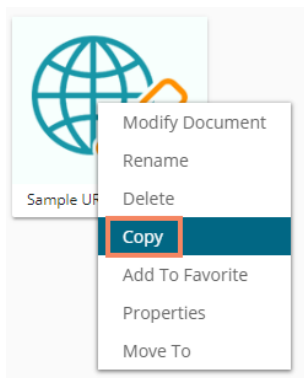 Modify Document
Rename
Sample UR
Delete
Copy
Add To Favorite
Properties
Move To